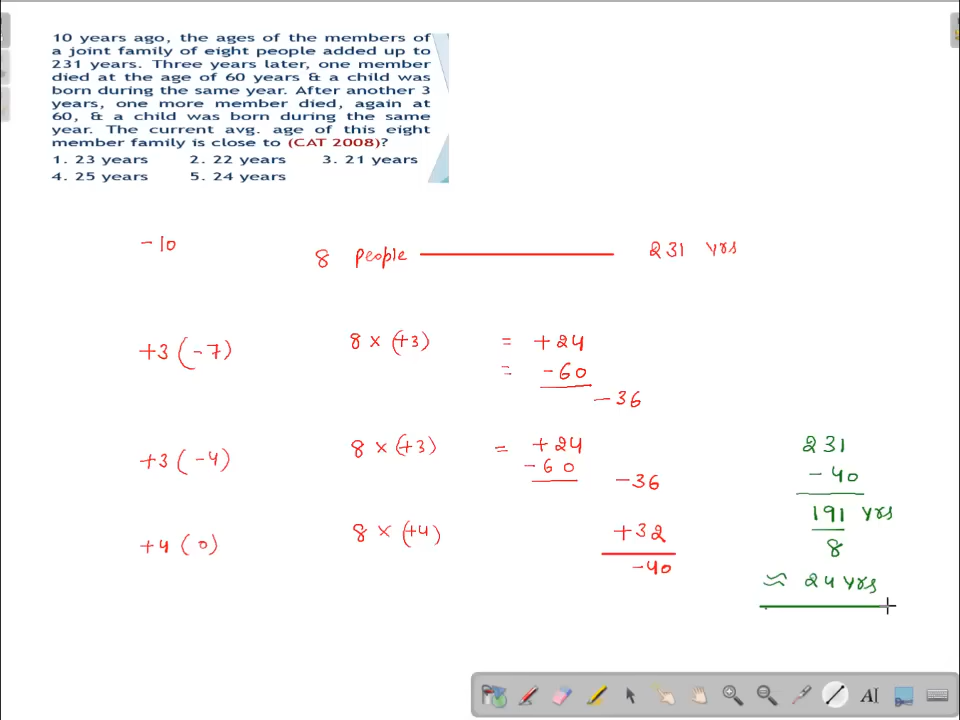 10 years ago, the ages of the members of
a joint family of eight people added up to
231 years. Three years later, one member
died at the age of 60 years & a child was
born during the same year. After another 3
years, one more member died, again at
60, & a child was born during the same
year. The current avg. age of this eight
member family is close to (CAT 2008)?
1. 23 years 2. 22 years 3. 21 years
4. 25 years 5. 24 years
-10
8 people 231 yrs
+3 (-7) 8 × (+3) = +24
= -60
-36
+3 (-4) 8 × (+3) = +24
-60
-36
+4 (0) 8 × (+4) +32
-40
231
-40
191 yrs
8
≈ 24 yrs
AI